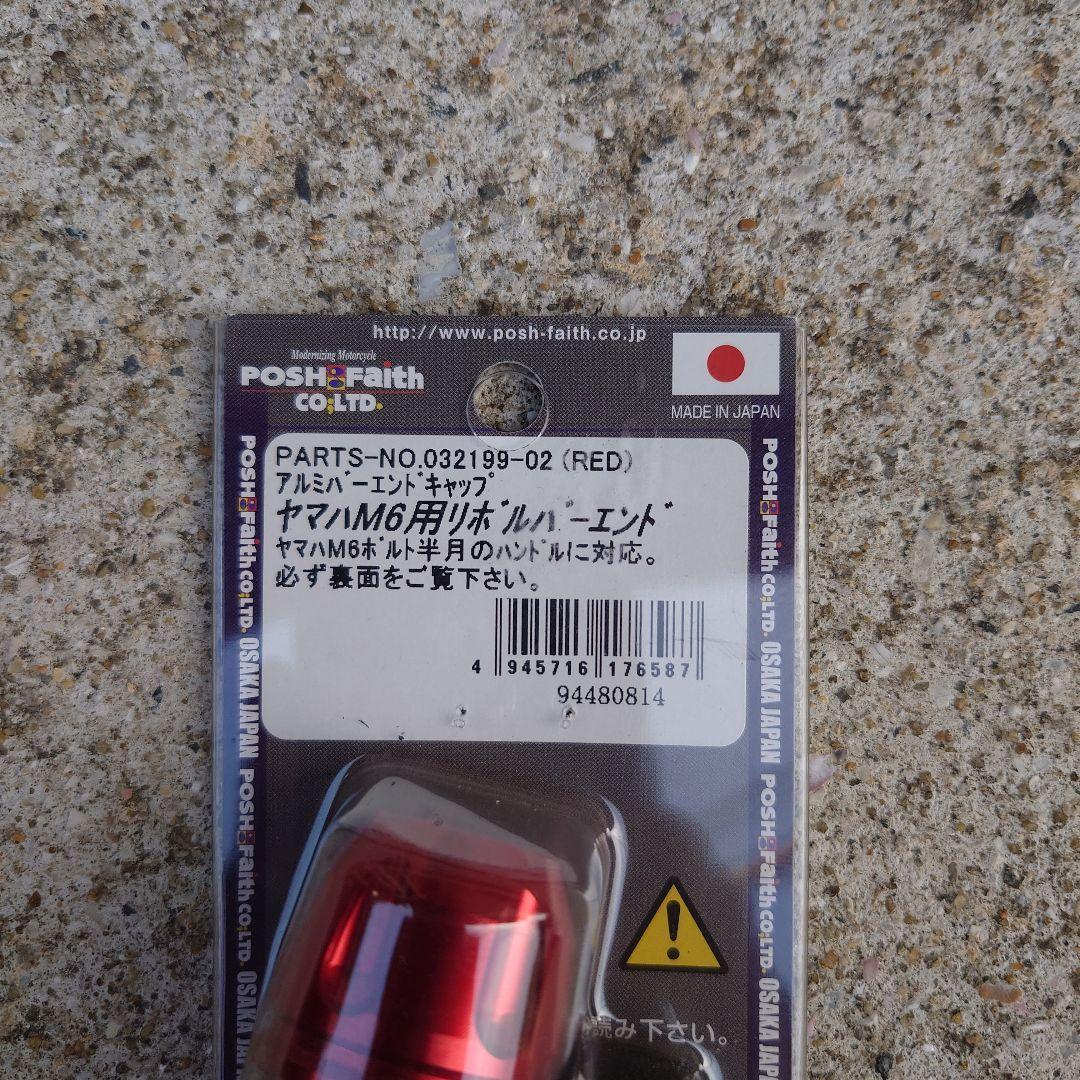 http://www.posh-faith.co.jp
Modernizing Motorcycle
POSH Faith
CO;LTD.
MADE IN JAPAN
PARTS-NO.032199-02 (RED)
アルミバーエンドキャップ
ヤマハM6用リボルバーエンド
ヤマハM6ボルト半月のハンドルに対応。
必ず裏面をご覧下さい。
4 945716 176587
94480814
POSH Faith CO;LTD. OSAKA JAPAN POSH Faith CO;LTD. OSAKA
POSH Faith CO;LTD. OSAKA JAPAN POSH Faith CO;LTD. OSAKA JAPAN
読み下さい。